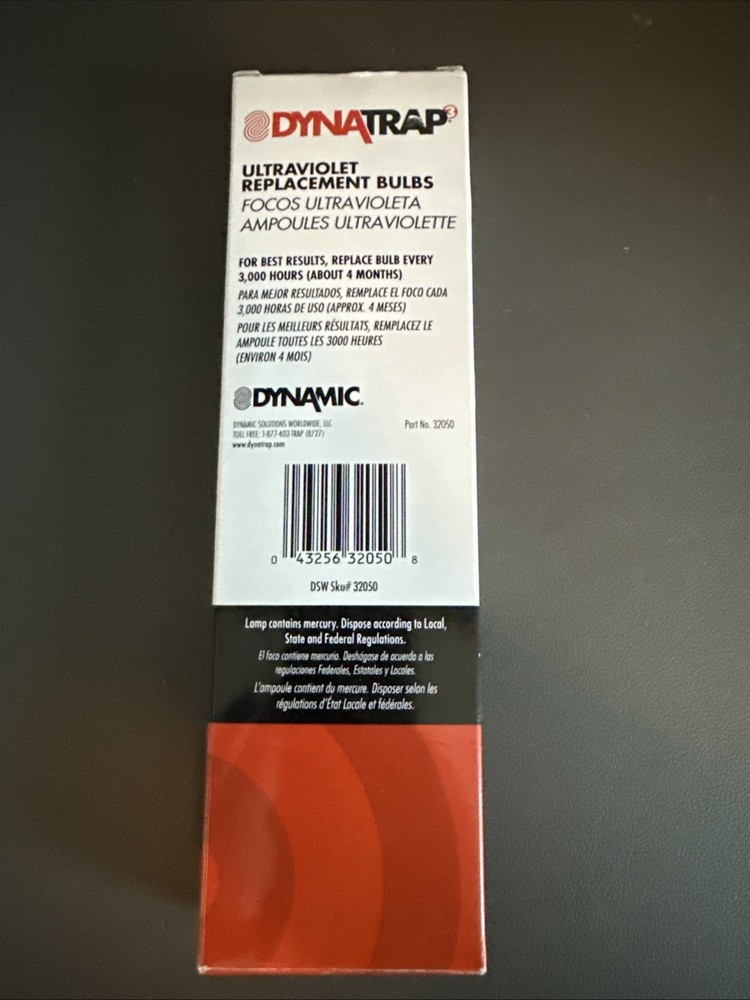 DYNATRAP3
ULTRAVIOLET
REPLACEMENT BULBS
FOCOS ULTRAVIOLETA
AMPOULES ULTRAVIOLETTE
FOR BEST RESULTS, REPLACE BULB EVERY
3,000 HOURS (ABOUT 4 MONTHS)
PARA MEJOR RESULTADOS, REMPLACE EL FOCO CADA
3,000 HORAS DE USO (APPROX. 4 MESES)
POUR LES MEILLEURS RÉSULTATS, REMPLACEZ LE
AMPOULE TOUTES LES 3000 HEURES
(ENVIRON 4 MOIS)
DYNAMIC
DYNAMIC SOLUTIONS WORLDWIDE, LLC
TOLL FREE: 1-877-403-TRAP (8727)
www.dynatrap.com
Part No. 32050
0 43256 32050 8
DSW Sku# 32050
Lamp contains mercury. Dispose according to Local,
State and Federal Regulations.
El foco contiene mercurio. Deshágase de acuerdo a las
regulaciones Federales, Estatales y Locales.
L'ampoule contient du mercure. Disposer selon les
régulations d'État Locale et fédérales.